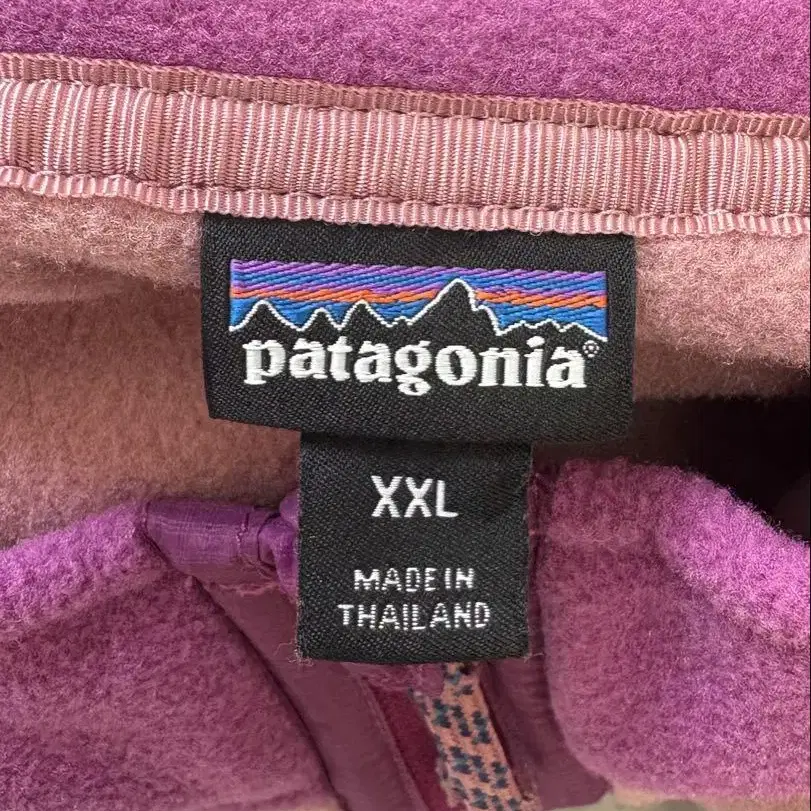 patagonia®
XXL
MADE IN
THAILAND